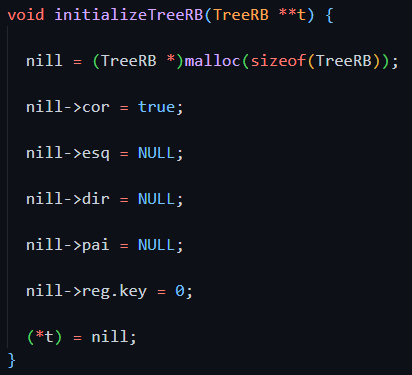 void initializeTreeRB(TreeRB **t) {
nill = (TreeRB *)malloc(sizeof(TreeRB));
nill->cor = true;
nill->esq = NULL;
nill->dir = NULL;
nill->pai = NULL;
nill->reg.key = 0;
(*t) = nill;
}